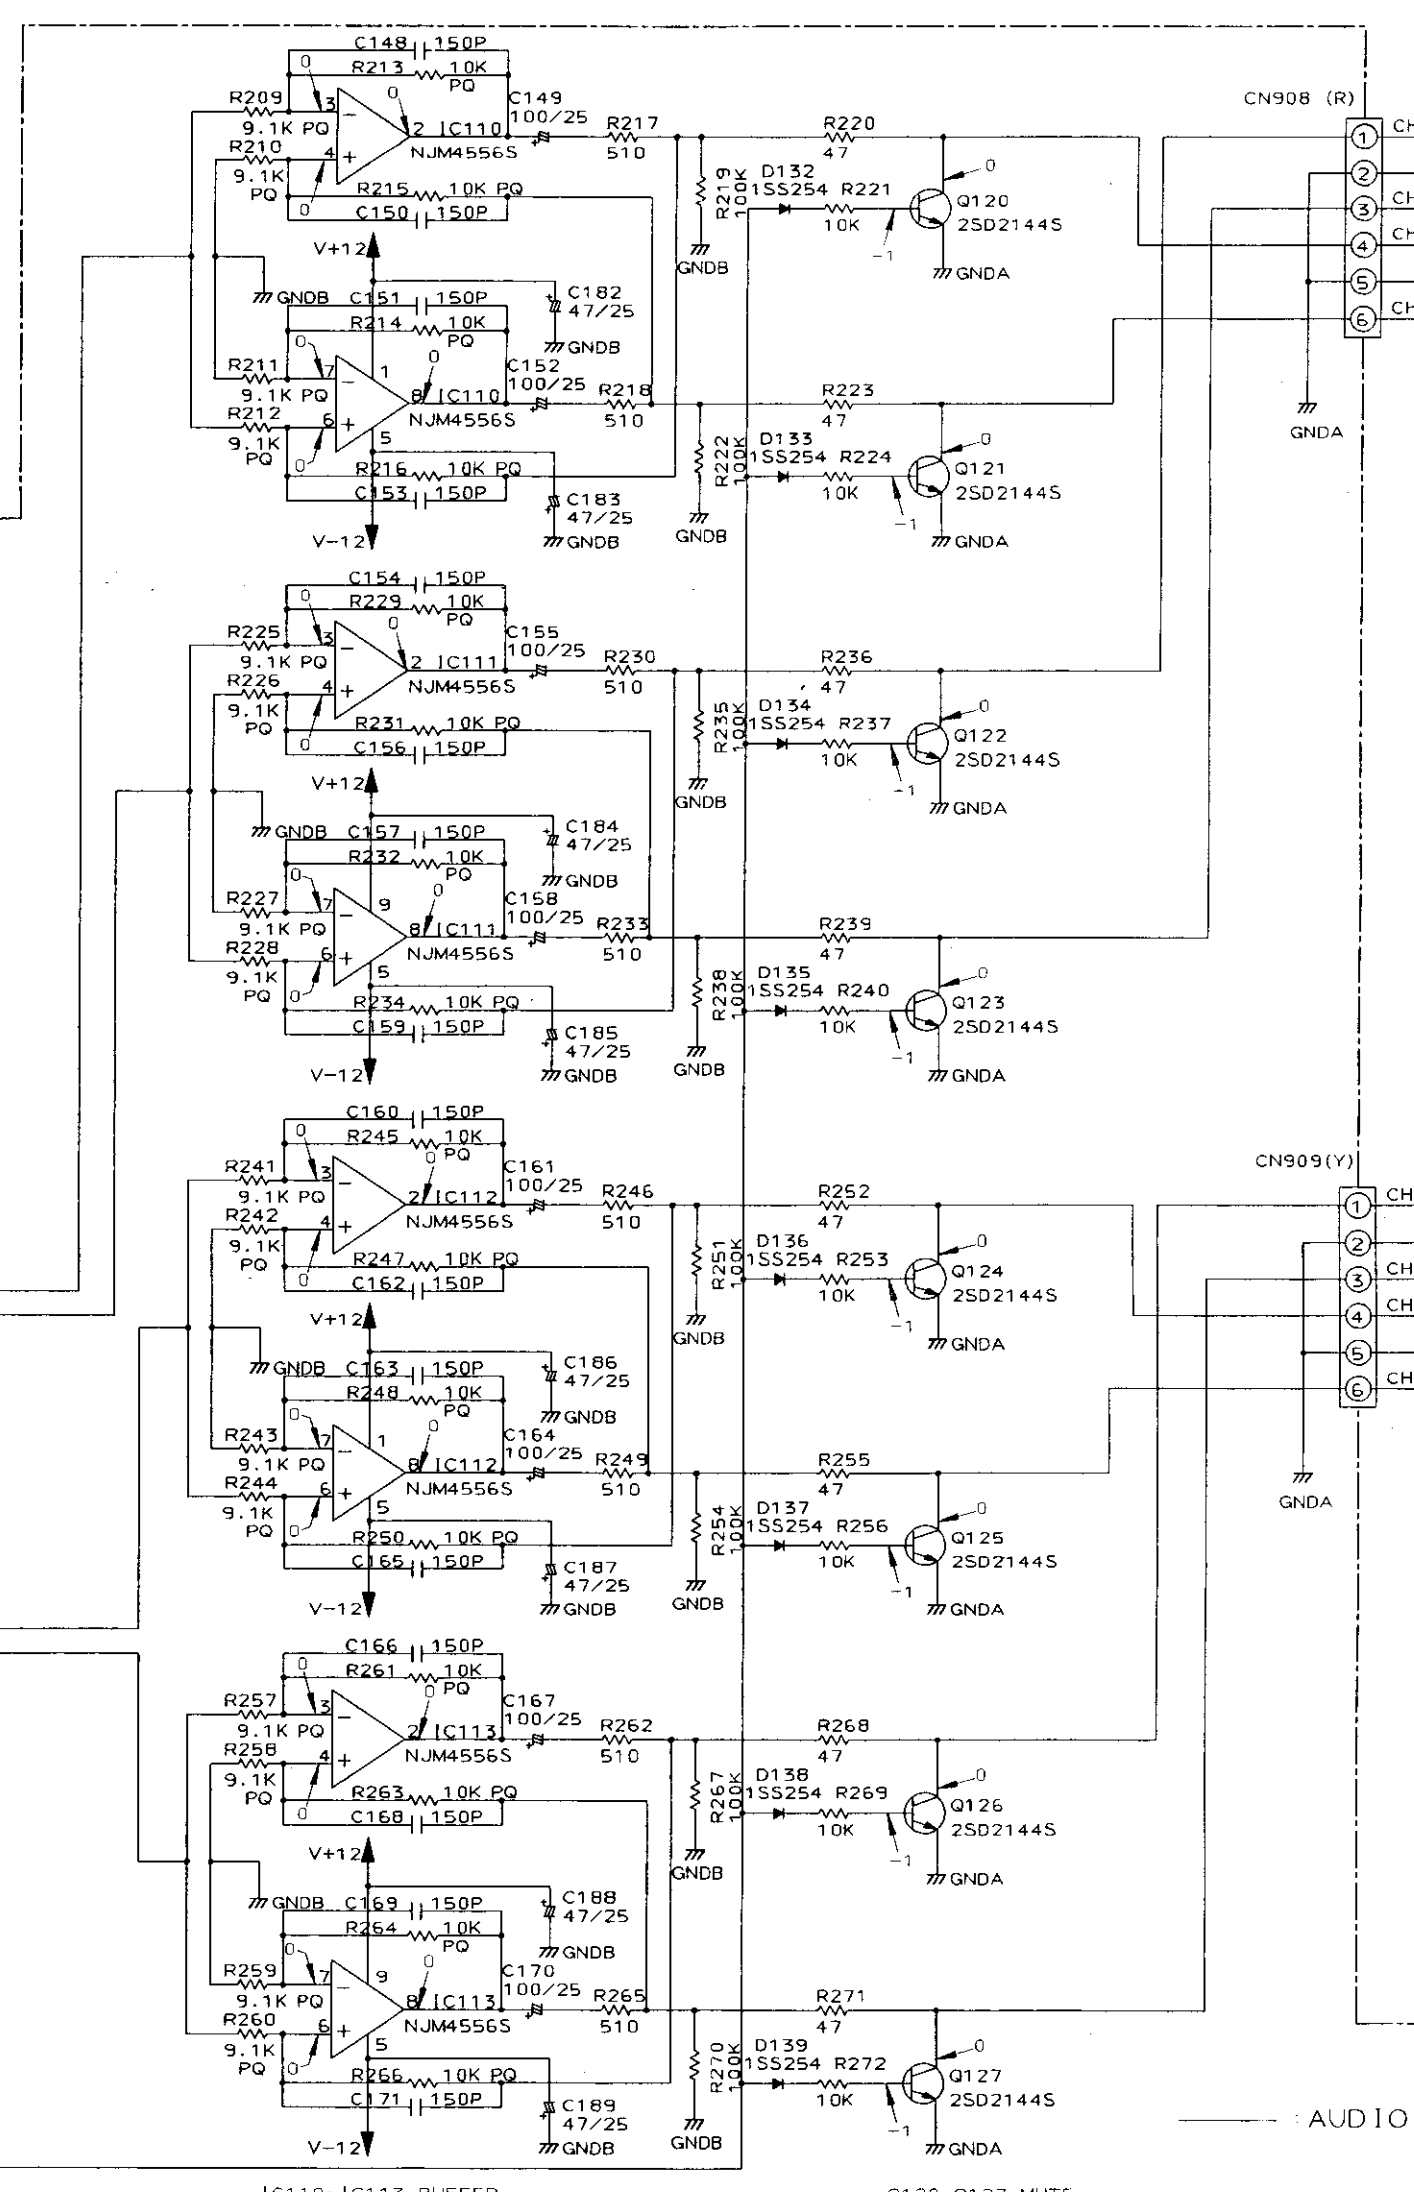 C148 150P
R213 10K
PQ
0
R209
9.1K PQ
3
0
C149
100/25
2 IC110
NJM4556S
R210
9.1K
PQ
4
0
R215 10K PQ
C150 150P
R217
510
R219
100K
GNDB
R220
47
D132
1SS254 R221
10K
-1
0
Q120
2SD2144S
GNDA
CN908 (R)
1 CH
2
3 CH
4 CH
5
6 CH
GNDA
V+12
GNDB
C151 150P
R214 10K
PQ
C182
47/25
GNDB
0
R211
9.1K PQ
7
1
0
C152
100/25
8 IC110
NJM4556S
R212
9.1K
PQ
6
0
5
R216 10K PQ
C153 150P
R218
510
C183
47/25
GNDB
V-12
R222
100K
GNDB
R223
47
D133
1SS254 R224
10K
-1
0
Q121
2SD2144S
GNDA
C154 150P
R229 10K
PQ
0
R225
9.1K PQ
3
0
C155
100/25
2 IC111
NJM4556S
R226
9.1K
PQ
4
0
R231 10K PQ
C156 150P
R230
510
R235
100K
GNDB
R236
47
D134
1SS254 R237
10K
-1
0
Q122
2SD2144S
GNDA
V+12
GNDB
C157 150P
R232 10K
PQ
C184
47/25
GNDB
0
R227
9.1K PQ
7
9
0
C158
100/25
8 IC111
NJM4556S
R228
9.1K
PQ
6
0
5
R234 10K PQ
C159 150P
R233
510
C185
47/25
GNDB
V-12
R238
100K
GNDB
R239
47
D135
1SS254 R240
10K
-1
0
Q123
2SD2144S
GNDA
C160 150P
R245 10K
PQ
0
R241
9.1K PQ
3
0
C161
100/25
2 IC112
NJM4556S
R242
9.1K
PQ
4
0
R247 10K PQ
C162 150P
R246
510
R251
100K
GNDB
R252
47
D136
1SS254 R253
10K
-1
0
Q124
2SD2144S
GNDA
CN909(Y)
1 CH
2
3 CH
4 CH
5
6 CH
GNDA
V+12
GNDB
C163 150P
R248 10K
PQ
C186
47/25
GNDB
0
R243
9.1K PQ
7
1
0
C164
100/25
8 IC112
NJM4556S
R244
9.1K
PQ
6
0
5
R250 10K PQ
C165 150P
R249
510
C187
47/25
GNDB
V-12
R254
100K
GNDB
R255
47
D137
1SS254 R256
10K
-1
0
Q125
2SD2144S
GNDA
C166 150P
R261 10K
PQ
0
R257
9.1K PQ
3
0
C167
100/25
2 IC113
NJM4556S
R258
9.1K
PQ
4
0
R263 10K PQ
C168 150P
R262
510
R267
100K
GNDB
R268
47
D138
1SS254 R269
10K
-1
0
Q126
2SD2144S
GNDA
V+12
GNDB
C169 150P
R264 10K
PQ
C188
47/25
GNDB
0
R259
9.1K PQ
7
9
0
C170
100/25
8 IC113
NJM4556S
R260
9.1K
PQ
6
0
5
R266 10K PQ
C171 150P
R265
510
C189
47/25
GNDB
V-12
R270
100K
GNDB
R271
47
D139
1SS254 R272
10K
-1
0
Q127
2SD2144S
GNDA
: AUDIO